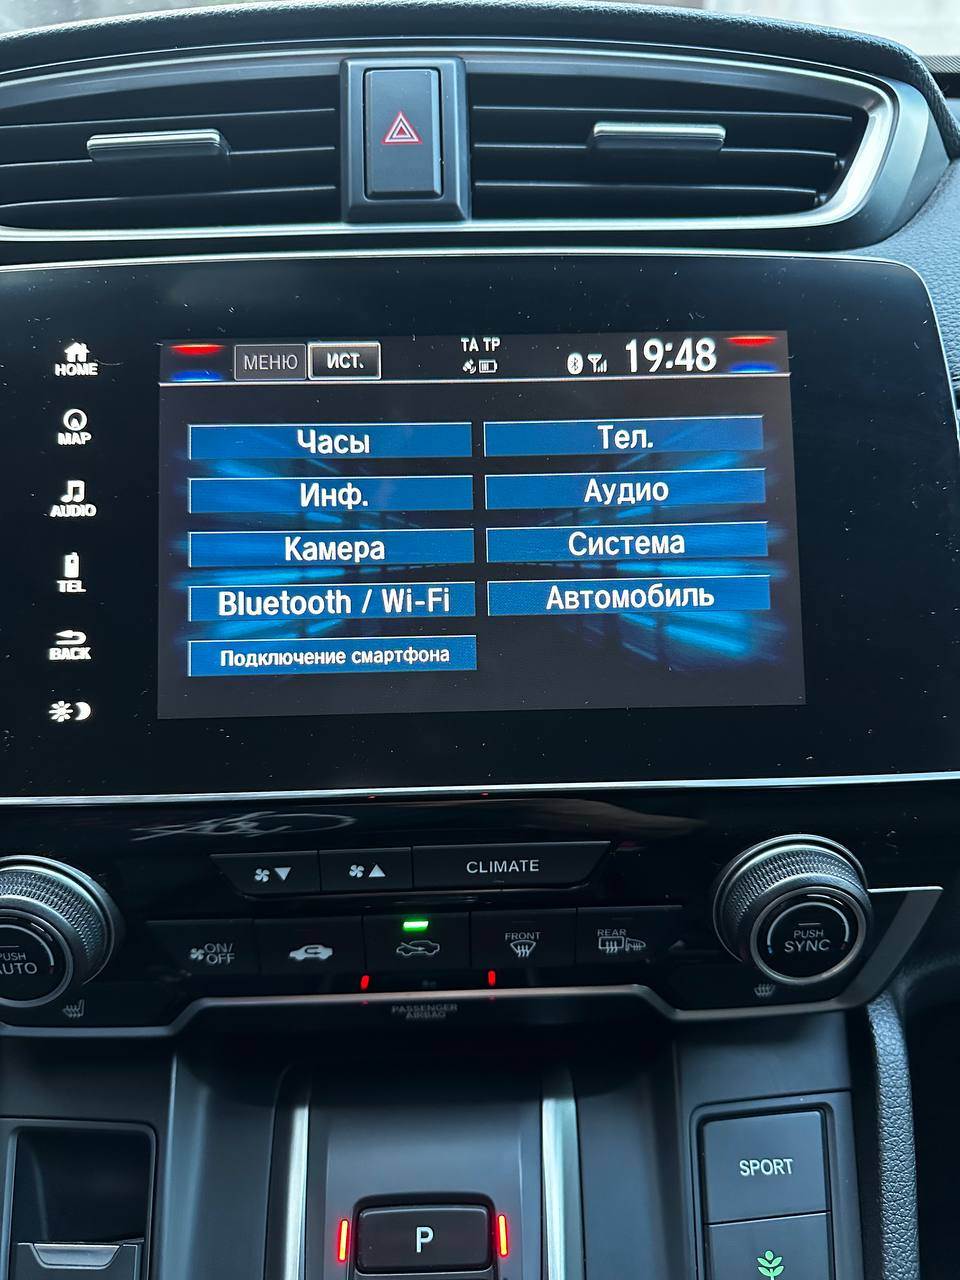 HOME
MAP
AUDIO
TEL
BACK
МЕНЮ ИСТ. TA TP 19:48
Часы Тел.
Инф. Аудио
Камера Система
Bluetooth / Wi-Fi Автомобиль
Подключение смартфона
CLIMATE
ON/
OFF
FRONT
REAR
PUSH
AUTO
PUSH
SYNC
PASSENGER
AIRBAG
SPORT
P